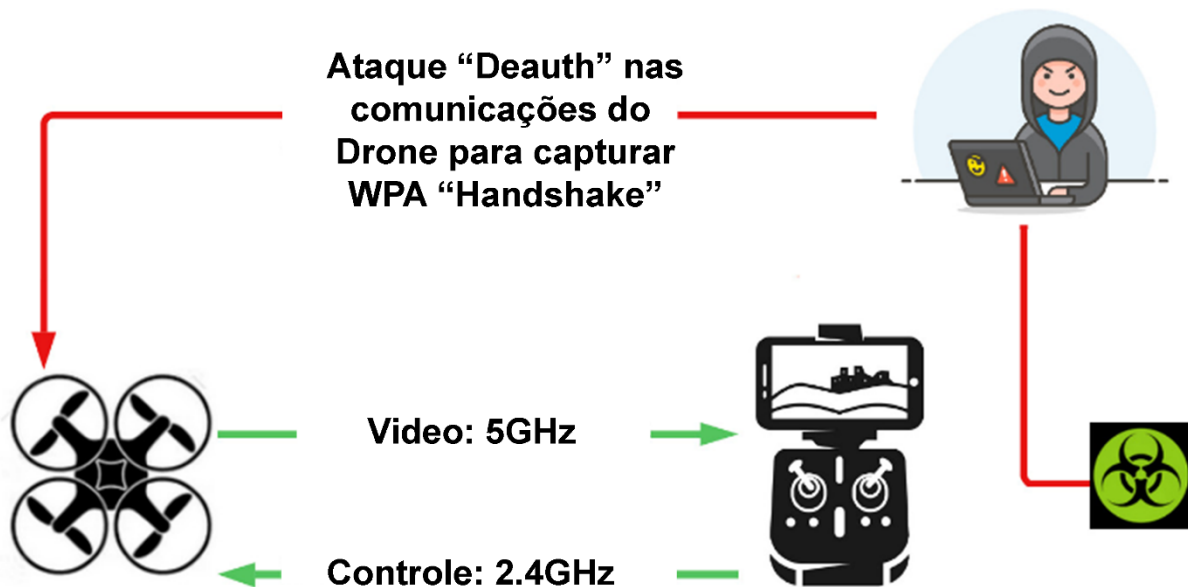 Ataque “Deauth” nas
comunicações do
Drone para capturar
WPA “Handshake”
Video: 5GHz
Controle: 2.4GHz